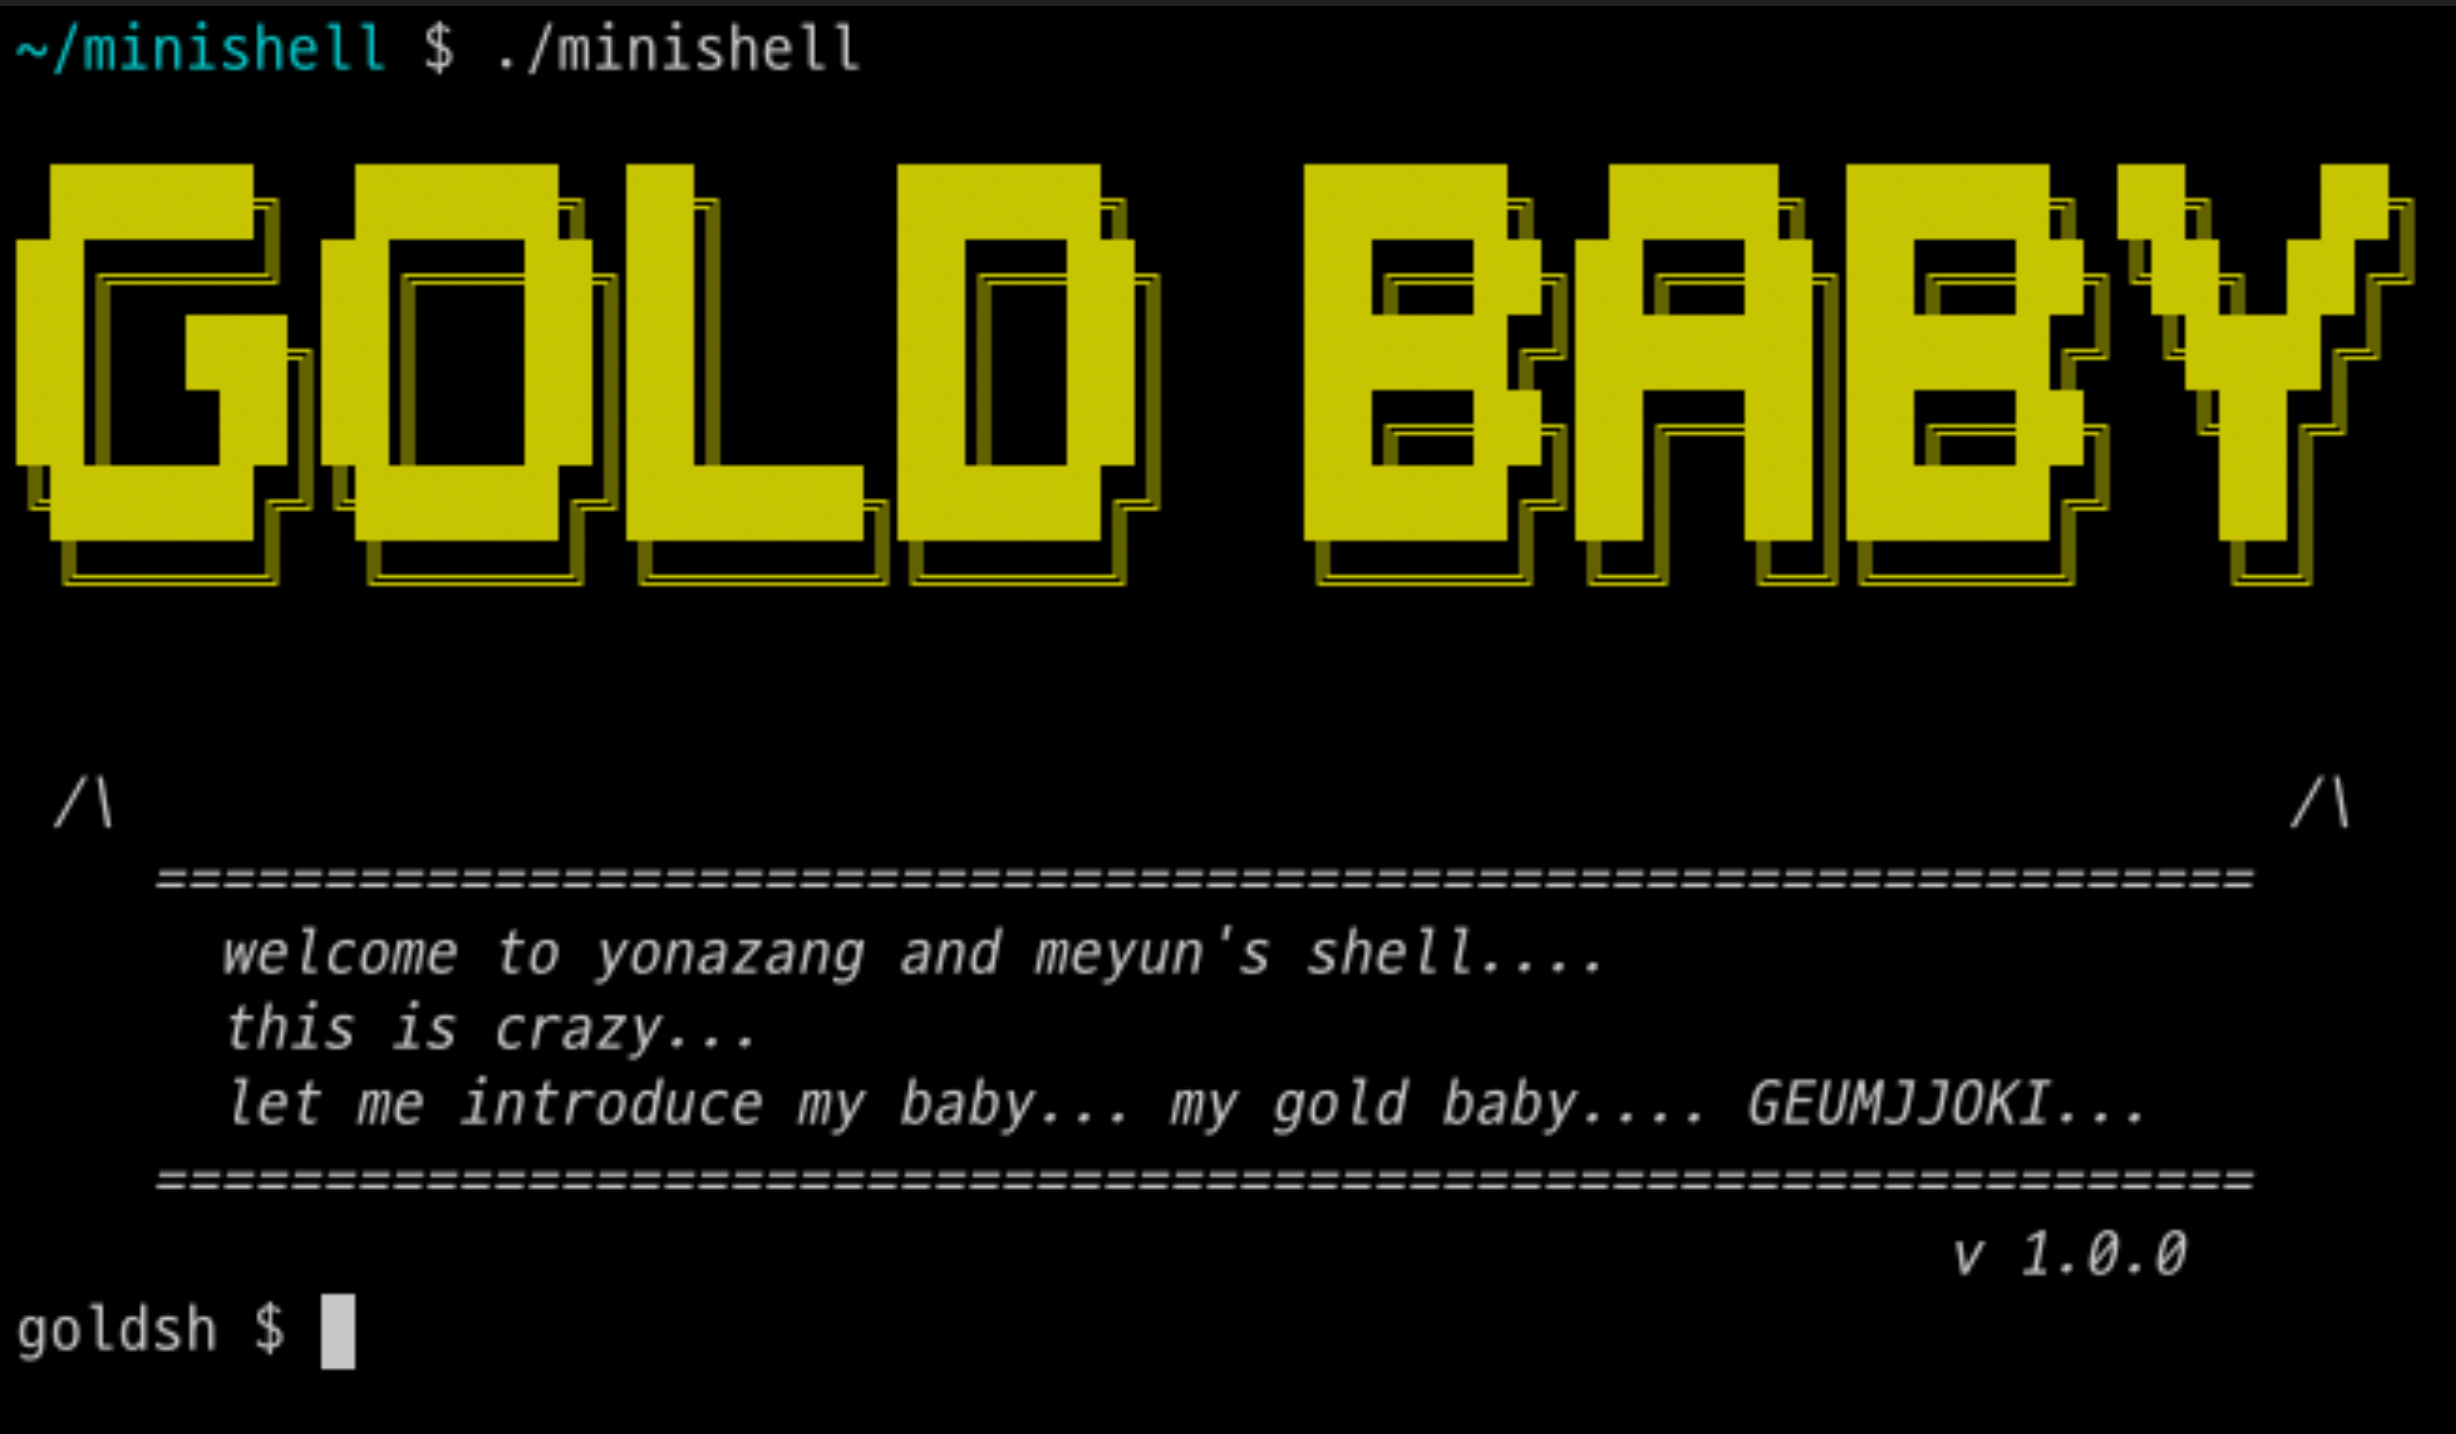 ~/minishell $ ./minishell
GOLD BABY
/\ /\
==============================================================
welcome to yonazang and meyun's shell....
this is crazy...
let me introduce my baby... my gold baby.... GEUMJJOKI...
==============================================================
v 1.0.0
goldsh $